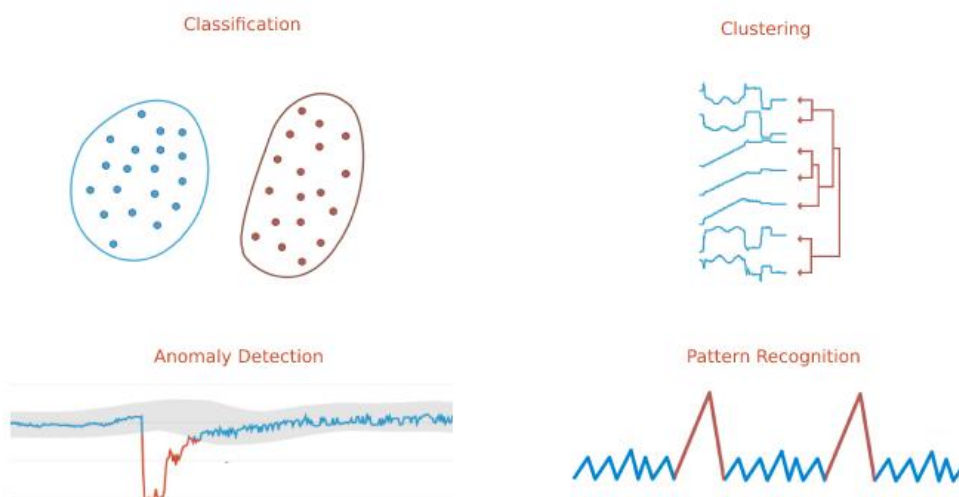 Classification
Clustering
Anomaly Detection
Pattern Recognition